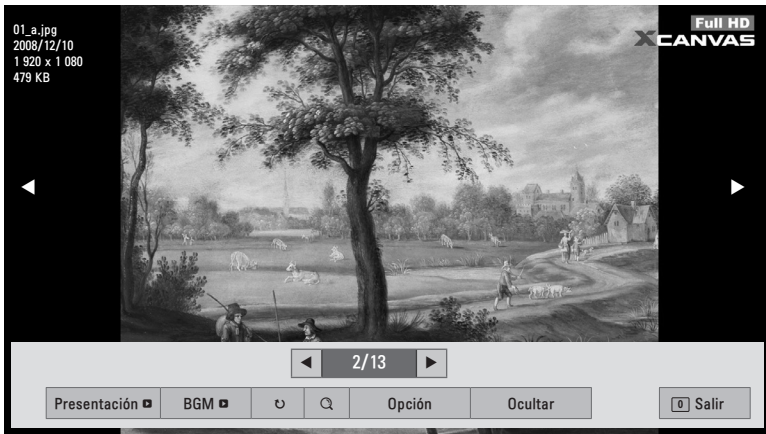 01_a.jpg
2008/12/10
1 920 x 1 080
479 KB
Full HD
XCANVAS
2/13
Presentación
BGM
Opción
Ocultar
0 Salir